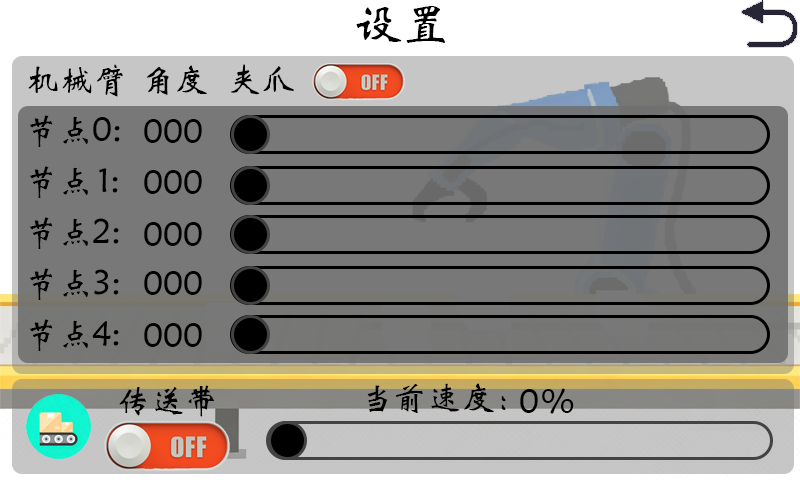 设置
机械臂 角度 夹爪 OFF
节点0: 000
节点1: 000
节点2: 000
节点3: 000
节点4: 000
传送带 当前速度: 0%
OFF